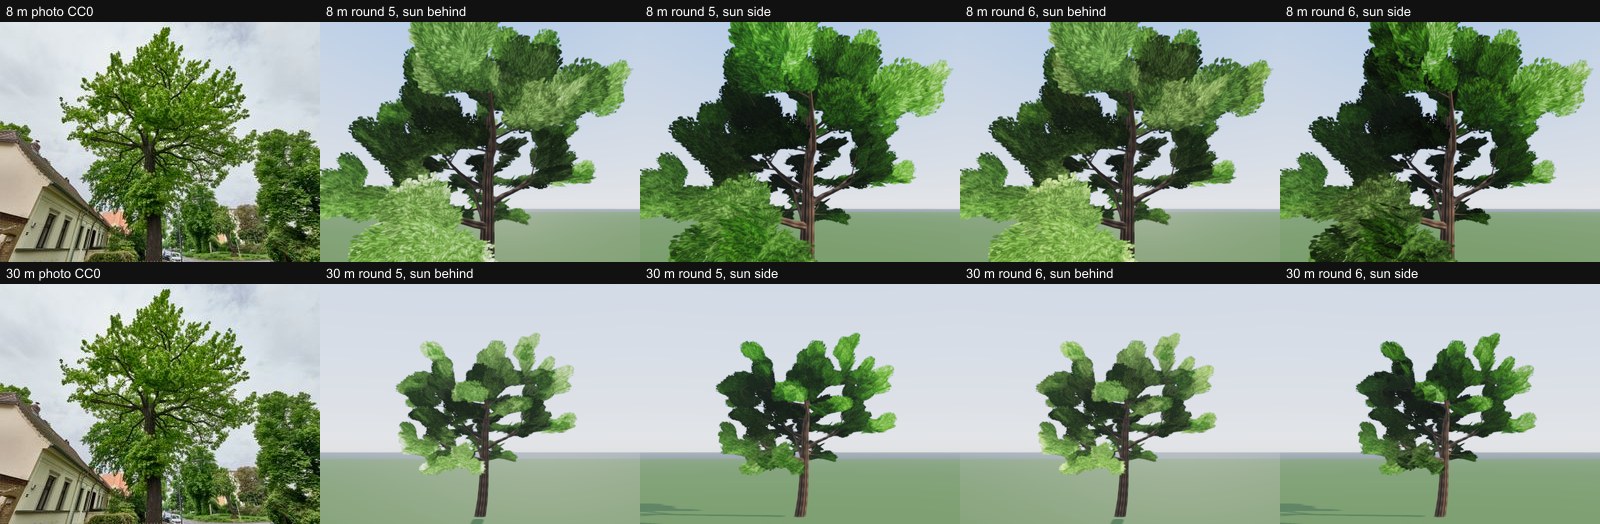 8 m photo CC0
8 m round 5, sun behind
8 m round 5, sun side
8 m round 6, sun behind
8 m round 6, sun side
30 m photo CC0
30 m round 5, sun behind
30 m round 5, sun side
30 m round 6, sun behind
30 m round 6, sun side